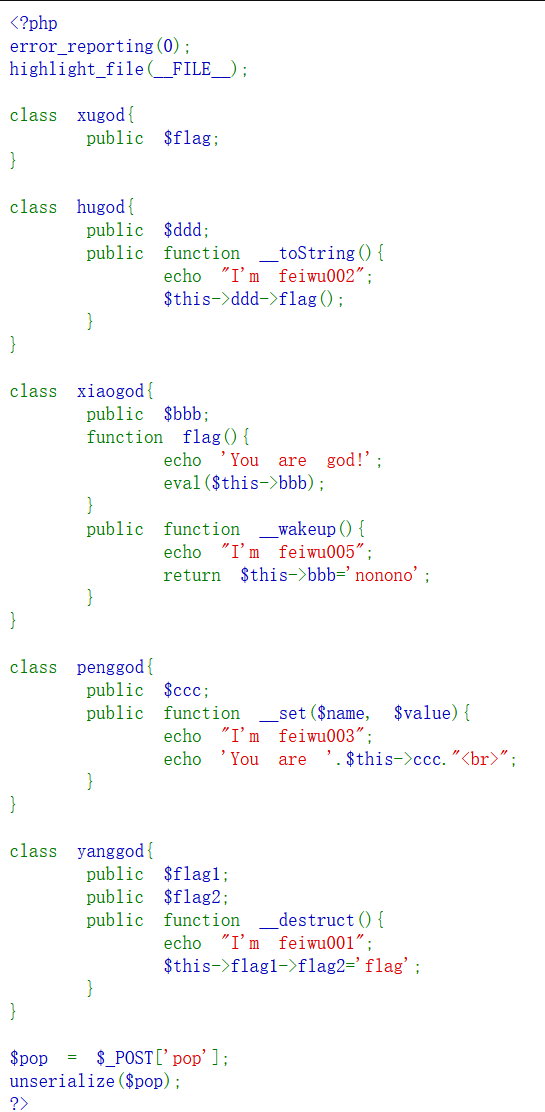 <?php
error_reporting(0);
highlight_file(__FILE__);

class  xugod{
        public  $flag;
}

class  hugod{
        public  $ddd;
        public  function  __toString(){
                echo  "I'm  feiwu002";
                $this->ddd->flag();
        }
}

class  xiaogod{
        public  $bbb;
        function  flag(){
                echo  'You  are  god!';
                eval($this->bbb);
        }
        public  function  __wakeup(){
                echo  "I'm  feiwu005";
                return  $this->bbb='nonono';
        }
}

class  penggod{
        public  $ccc;
        public  function  __set($name,  $value){
                echo  "I'm  feiwu003";
                echo  'You  are  '.$this->ccc."<br>";
        }
}

class  yanggod{
        public  $flag1;
        public  $flag2;
        public  function  __destruct(){
                echo  "I'm  feiwu001";
                $this->flag1->flag2='flag';
        }
}

$pop  =  $_POST['pop'];
unserialize($pop);
?>